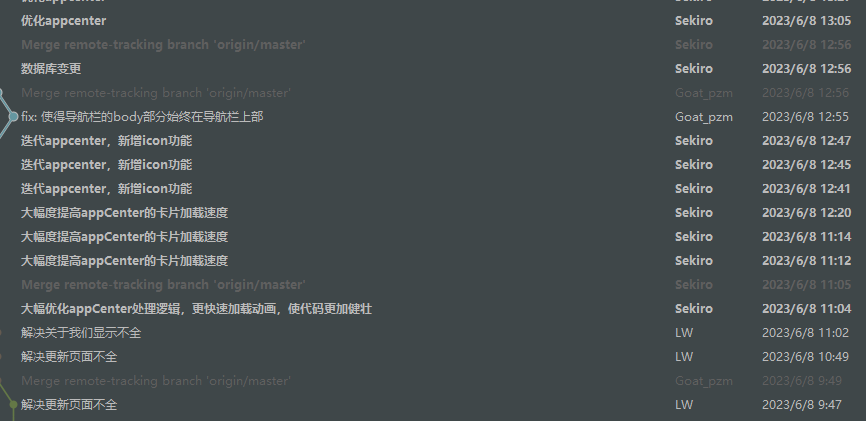 优化appcenter Sekiro 2023/6/8 13:05
Merge remote-tracking branch 'origin/master' Sekiro 2023/6/8 12:56
数据库变更 Sekiro 2023/6/8 12:56
Merge remote-tracking branch 'origin/master' Goat_pzm 2023/6/8 12:56
fix: 使得导航栏的body部分始终在导航栏上部 Goat_pzm 2023/6/8 12:55
迭代appcenter，新增icon功能 Sekiro 2023/6/8 12:47
迭代appcenter，新增icon功能 Sekiro 2023/6/8 12:45
迭代appcenter，新增icon功能 Sekiro 2023/6/8 12:41
大幅度提高appCenter的卡片加载速度 Sekiro 2023/6/8 12:20
大幅度提高appCenter的卡片加载速度 Sekiro 2023/6/8 11:14
大幅度提高appCenter的卡片加载速度 Sekiro 2023/6/8 11:12
Merge remote-tracking branch 'origin/master' Sekiro 2023/6/8 11:05
大幅优化appCenter处理逻辑，更快速加载动画，使代码更加健壮 Sekiro 2023/6/8 11:04
解决关于我们显示不全 LW 2023/6/8 11:02
解决更新页面不全 LW 2023/6/8 10:49
Merge remote-tracking branch 'origin/master' Goat_pzm 2023/6/8 9:49
解决更新页面不全 LW 2023/6/8 9:47